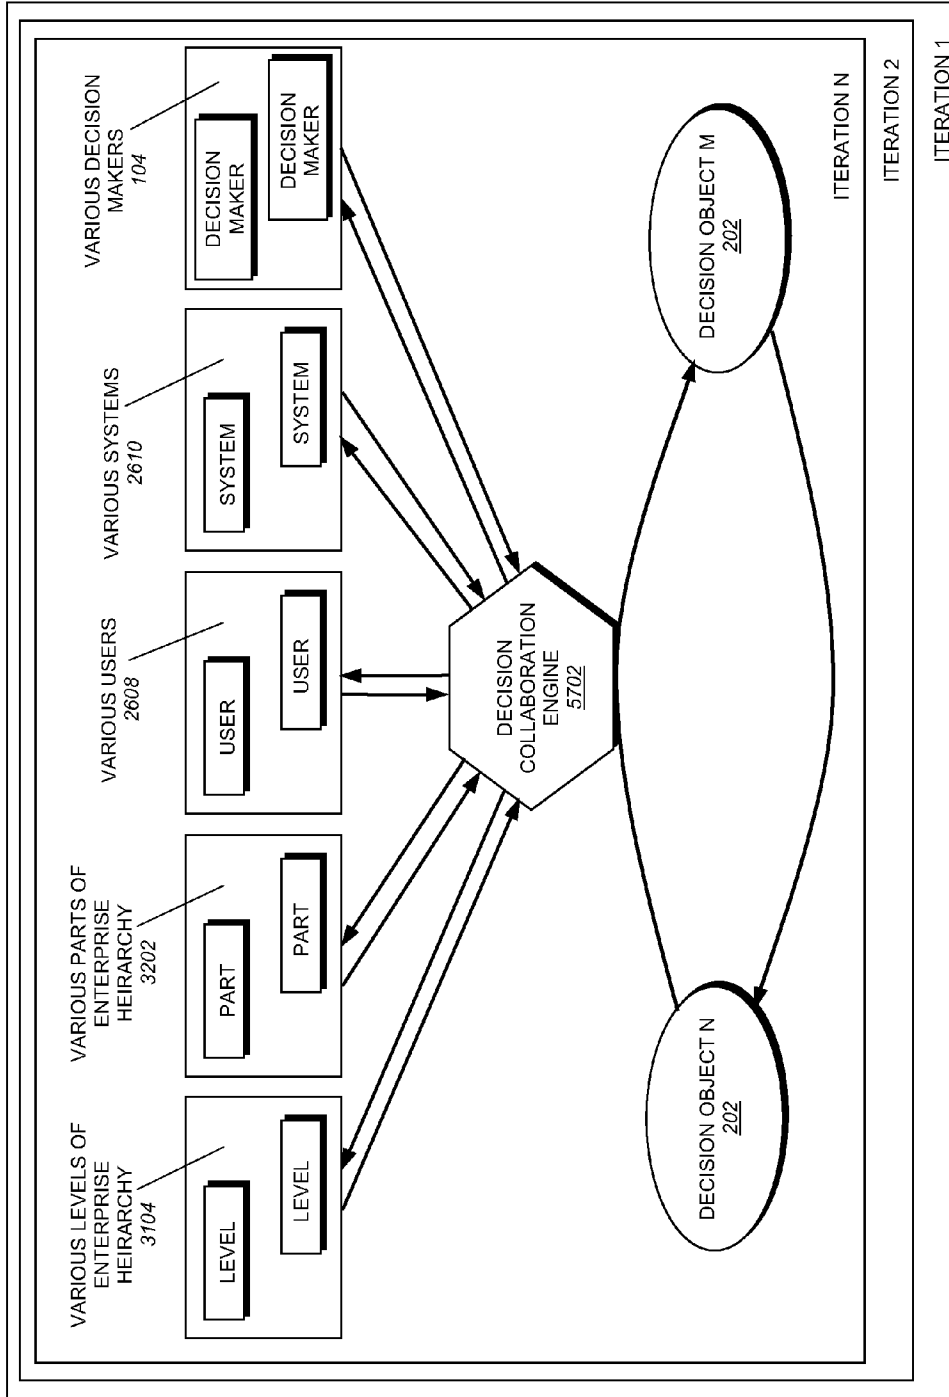 VARIOUS LEVELS OF
ENTERPRISE
HEIRARCHY
3104
VARIOUS PARTS OF
ENTERPRISE
HEIRARCHY
3202
VARIOUS USERS
2608
VARIOUS SYSTEMS
2610
VARIOUS DECISION
MAKERS
104
LEVEL
LEVEL
PART
PART
USER
USER
SYSTEM
SYSTEM
DECISION
MAKER
DECISION
MAKER
DECISION
COLLABORATION
ENGINE
5702
DECISION OBJECT N
202
DECISION OBJECT M
202
ITERATION N
ITERATION 2
ITERATION 1